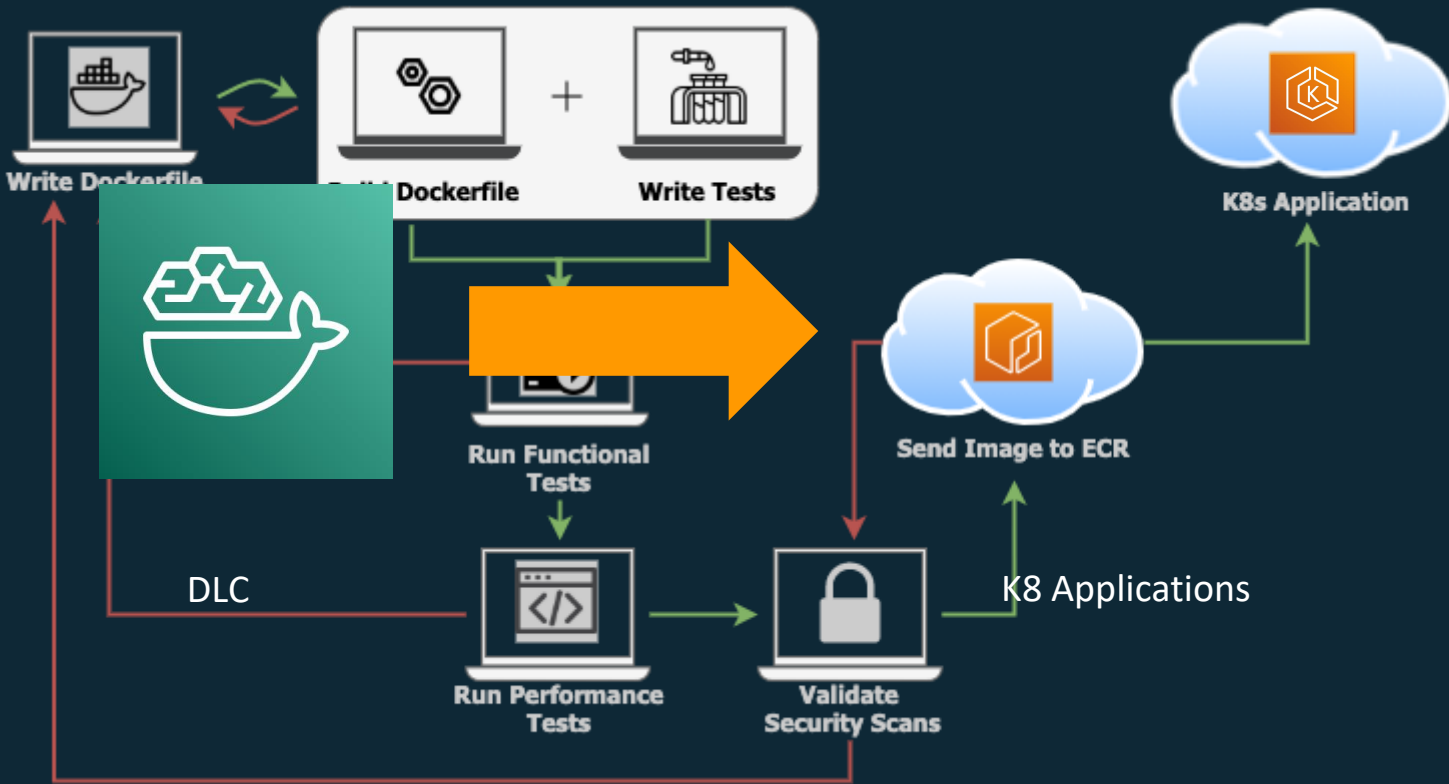 Write Dockerfile
Dockerfile
Write Tests
K8s Application
Run Functional
Tests
Send Image to ECR
DLC
K8 Applications
Run Performance
Tests
Validate
Security Scans